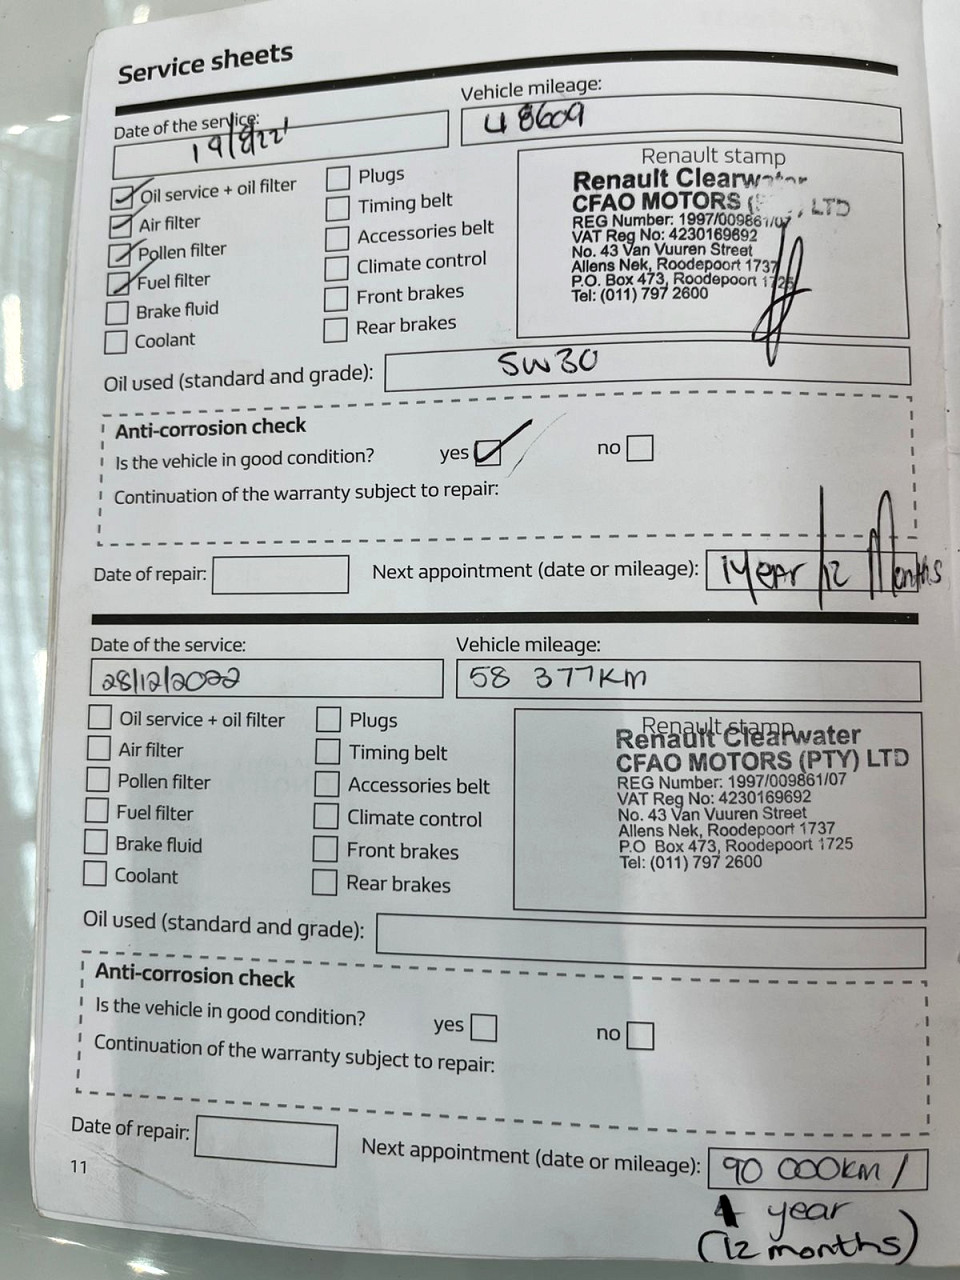 Service sheets
Date of the service:
19/8/22
Vehicle mileage:
48609
Oil service + oil filter
Air filter
Pollen filter
Fuel filter
Brake fluid
Coolant
Plugs
Timing belt
Accessories belt
Climate control
Front brakes
Rear brakes
Renault stamp
Renault Clearwater
CFAO MOTORS ( ) LTD
REG Number: 1997/009861/07
VAT Reg No: 4230169692
No. 43 Van Vuuren Street
Allens Nek, Roodepoort 1737
P.O. Box 473, Roodepoort 1725
Tel: (011) 797 2600
Oil used (standard and grade):
5W30
Anti-corrosion check
Is the vehicle in good condition?
yes
no
Continuation of the warranty subject to repair:
Date of repair:
Next appointment (date or mileage):
1 Year / 12 Months
Date of the service:
28/12/2022
Vehicle mileage:
58 377KM
Oil service + oil filter
Air filter
Pollen filter
Fuel filter
Brake fluid
Coolant
Plugs
Timing belt
Accessories belt
Climate control
Front brakes
Rear brakes
Renault stamp
Renault Clearwater
CFAO MOTORS (PTY) LTD
REG Number: 1997/009861/07
VAT Reg No: 4230169692
No. 43 Van Vuuren Street
Allens Nek, Roodepoort 1737
P.O Box 473, Roodepoort 1725
Tel: (011) 797 2600
Oil used (standard and grade):
Anti-corrosion check
Is the vehicle in good condition?
yes
no
Continuation of the warranty subject to repair:
Date of repair:
Next appointment (date or mileage):
90 000KM /
1 year
(12 months)
11